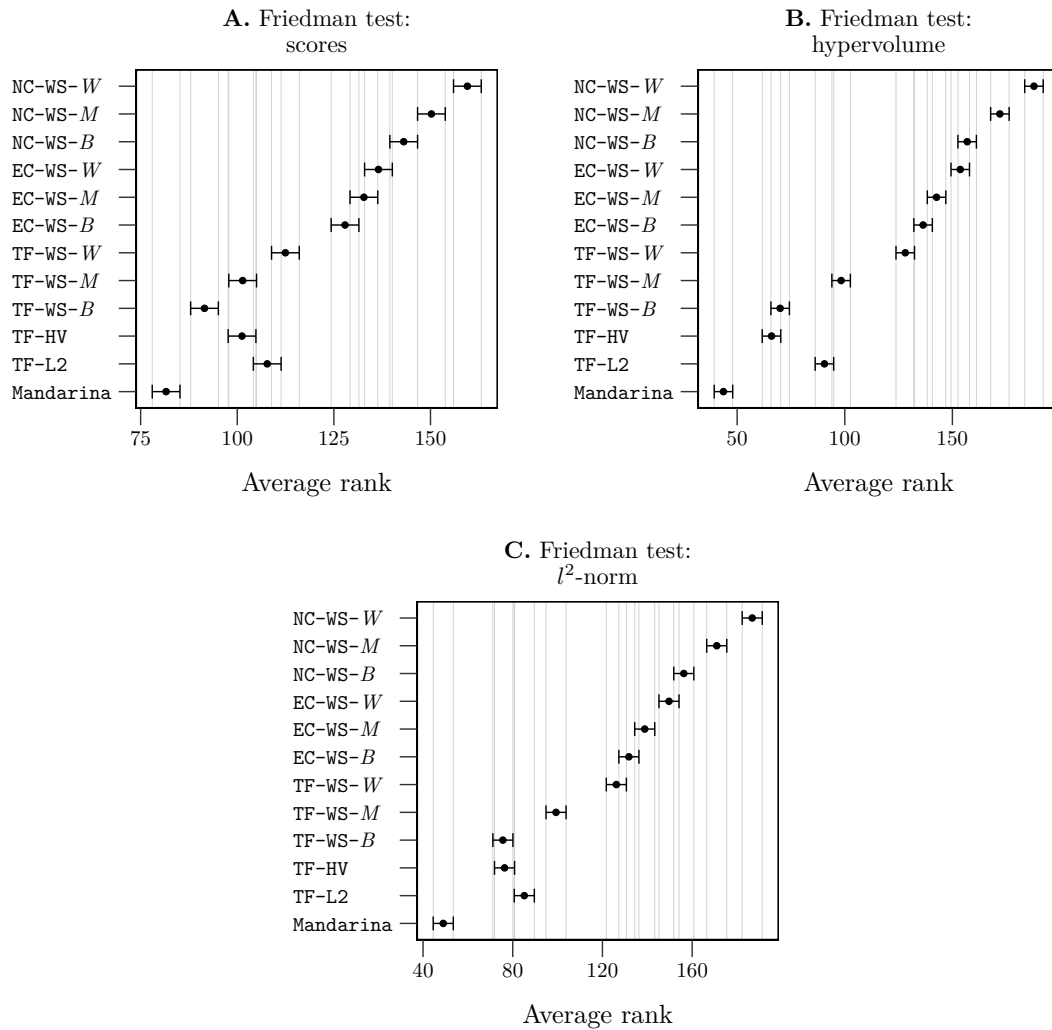 A. Friedman test:
scores
NC-WS-W
NC-WS-M
NC-WS-B
EC-WS-W
EC-WS-M
EC-WS-B
TF-WS-W
TF-WS-M
TF-WS-B
TF-HV
TF-L2
Mandarina
75 100 125 150
Average rank
B. Friedman test:
hypervolume
NC-WS-W
NC-WS-M
NC-WS-B
EC-WS-W
EC-WS-M
EC-WS-B
TF-WS-W
TF-WS-M
TF-WS-B
TF-HV
TF-L2
Mandarina
50 100 150
Average rank
C. Friedman test:
l²-norm
NC-WS-W
NC-WS-M
NC-WS-B
EC-WS-W
EC-WS-M
EC-WS-B
TF-WS-W
TF-WS-M
TF-WS-B
TF-HV
TF-L2
Mandarina
40 80 120 160
Average rank